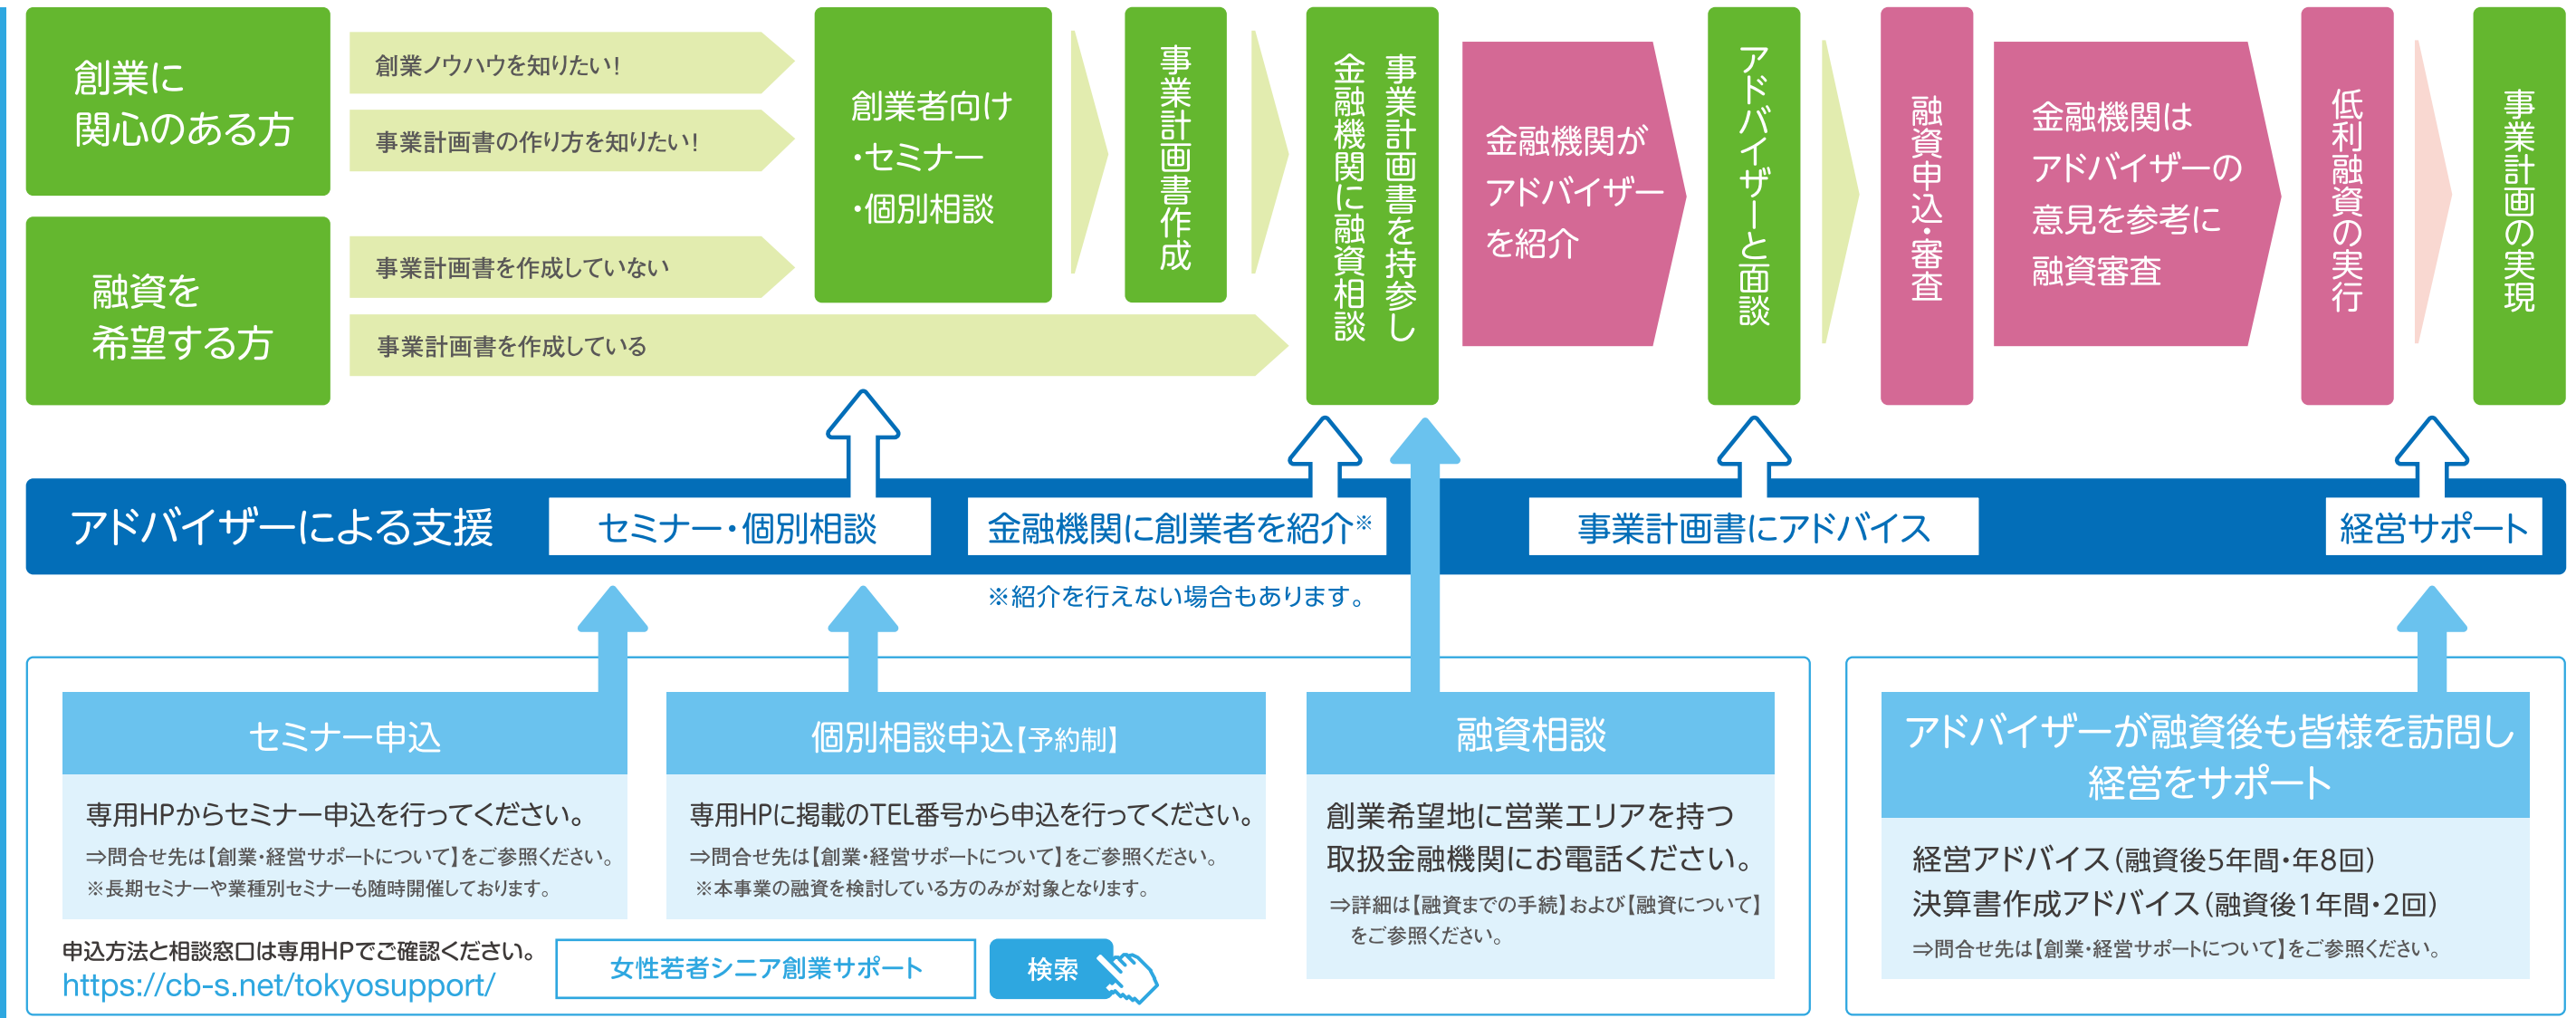 創業に
関心のある方
創業ノウハウを知りたい！
事業計画書の作り方を知りたい！
融資を
希望する方
事業計画書を作成していない
事業計画書を作成している
創業者向け
・セミナー
・個別相談
事業計画書作成
事業計画書を持参し
金融機関に融資相談
金融機関が
アドバイザー
を紹介
アドバイザーと面談
融資申込・審査
金融機関は
アドバイザーの
意見を参考に
融資審査
低利融資の実行
事業計画の実現
アドバイザーによる支援
セミナー・個別相談
金融機関に創業者を紹介※
事業計画書にアドバイス
経営サポート
※紹介を行えない場合もあります。
セミナー申込
専用HPからセミナー申込を行ってください。
⇒問合せ先は【創業・経営サポートについて】をご参照ください。
※長期セミナーや業種別セミナーも随時開催しております。
個別相談申込【予約制】
専用HPに掲載のTEL番号から申込を行ってください。
⇒問合せ先は【創業・経営サポートについて】をご参照ください。
※本事業の融資を検討している方のみが対象となります。
融資相談
創業希望地に営業エリアを持つ
取扱金融機関にお電話ください。
⇒詳細は【融資までの手続】および【融資について】
をご参照ください。
申込方法と相談窓口は専用HPでご確認ください。
https://cb-s.net/tokyosupport/
女性若者シニア創業サポート
検索
アドバイザーが融資後も皆様を訪問し
経営をサポート
経営アドバイス（融資後5年間・年8回）
決算書作成アドバイス（融資後1年間・2回）
⇒問合せ先は【創業・経営サポートについて】をご参照ください。